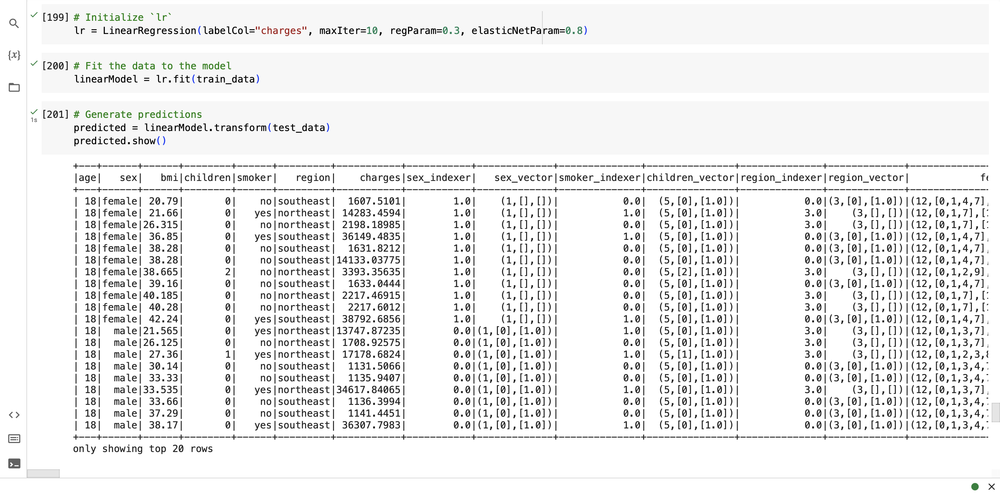 [199] # Initialize `lr`
lr = LinearRegression(labelCol="charges", maxIter=10, regParam=0.3, elasticNetParam=0.8)
{x}
[200] # Fit the data to the model
linearModel = lr.fit(train_data)
[201] # Generate predictions
1s
predicted = linearModel.transform(test_data)
predicted.show()
+---+------+------+--------+------+---------+-----------+-----------+-------------+--------------+---------------+--------------+-------------+--------------
|age|   sex|   bmi|children|smoker|   region|    charges|sex_indexer|   sex_vector|smoker_indexer|children_vector|region_indexer|region_vector|            fe
+---+------+------+--------+------+---------+-----------+-----------+-------------+--------------+---------------+--------------+-------------+--------------
| 18|female| 20.79|       0|    no|southeast|  1607.5101|        1.0|    (1,[],[])|           0.0|  (5,[0],[1.0])|           0.0|(3,[0],[1.0])|(12,[0,1,4,7],
| 18|female| 21.66|       0|   yes|northeast| 14283.4594|        1.0|    (1,[],[])|           1.0|  (5,[0],[1.0])|           3.0|    (3,[],[])|(12,[0,1,7],[1
| 18|female|26.315|       0|    no|northeast| 2198.18985|        1.0|    (1,[],[])|           0.0|  (5,[0],[1.0])|           3.0|    (3,[],[])|(12,[0,1,7],[1
| 18|female| 36.85|       0|   yes|southeast| 36149.4835|        1.0|    (1,[],[])|           1.0|  (5,[0],[1.0])|           0.0|(3,[0],[1.0])|(12,[0,1,4,7],
| 18|female| 38.28|       0|    no|southeast|  1631.8212|        1.0|    (1,[],[])|           0.0|  (5,[0],[1.0])|           0.0|(3,[0],[1.0])|(12,[0,1,4,7],
| 18|female| 38.28|       0|    no|southeast|14133.03775|        1.0|    (1,[],[])|           0.0|  (5,[0],[1.0])|           0.0|(3,[0],[1.0])|(12,[0,1,4,7],
| 18|female|38.665|       2|    no|northeast| 3393.35635|        1.0|    (1,[],[])|           0.0|  (5,[2],[1.0])|           3.0|    (3,[],[])|(12,[0,1,2,9],
| 18|female| 39.16|       0|    no|southeast|  1633.0444|        1.0|    (1,[],[])|           0.0|  (5,[0],[1.0])|           0.0|(3,[0],[1.0])|(12,[0,1,4,7],
| 18|female|40.185|       0|    no|northeast| 2217.46915|        1.0|    (1,[],[])|           0.0|  (5,[0],[1.0])|           3.0|    (3,[],[])|(12,[0,1,7],[1
| 18|female| 40.28|       0|    no|northeast|  2217.6012|        1.0|    (1,[],[])|           0.0|  (5,[0],[1.0])|           3.0|    (3,[],[])|(12,[0,1,7],[1
| 18|female| 42.24|       0|   yes|southeast| 38792.6856|        1.0|    (1,[],[])|           1.0|  (5,[0],[1.0])|           0.0|(3,[0],[1.0])|(12,[0,1,4,7],
| 18|  male|21.565|       0|   yes|northeast|13747.87235|        0.0|(1,[0],[1.0])|           1.0|  (5,[0],[1.0])|           3.0|    (3,[],[])|(12,[0,1,3,7],
| 18|  male|26.125|       0|    no|northeast| 1708.92575|        0.0|(1,[0],[1.0])|           0.0|  (5,[0],[1.0])|           3.0|    (3,[],[])|(12,[0,1,3,7],
| 18|  male| 27.36|       1|   yes|northeast| 17178.6824|        0.0|(1,[0],[1.0])|           1.0|  (5,[1],[1.0])|           3.0|    (3,[],[])|(12,[0,1,2,3,8
| 18|  male| 30.14|       0|    no|southeast|  1131.5066|        0.0|(1,[0],[1.0])|           0.0|  (5,[0],[1.0])|           0.0|(3,[0],[1.0])|(12,[0,1,3,4,7
| 18|  male| 33.33|       0|    no|southeast|  1135.9407|        0.0|(1,[0],[1.0])|           0.0|  (5,[0],[1.0])|           0.0|(3,[0],[1.0])|(12,[0,1,3,4,7
| 18|  male|33.535|       0|   yes|northeast|34617.84065|        0.0|(1,[0],[1.0])|           1.0|  (5,[0],[1.0])|           3.0|    (3,[],[])|(12,[0,1,3,7],
| 18|  male| 33.66|       0|    no|southeast|  1136.3994|        0.0|(1,[0],[1.0])|           0.0|  (5,[0],[1.0])|           0.0|(3,[0],[1.0])|(12,[0,1,3,4,7
| 18|  male| 37.29|       0|    no|southeast|  1141.4451|        0.0|(1,[0],[1.0])|           0.0|  (5,[0],[1.0])|           0.0|(3,[0],[1.0])|(12,[0,1,3,4,7
| 18|  male| 38.17|       0|   yes|southeast| 36307.7983|        0.0|(1,[0],[1.0])|           1.0|  (5,[0],[1.0])|           0.0|(3,[0],[1.0])|(12,[0,1,3,4,7
+---+------+------+--------+------+---------+-----------+-----------+-------------+--------------+---------------+--------------+-------------+--------------
only showing top 20 rows